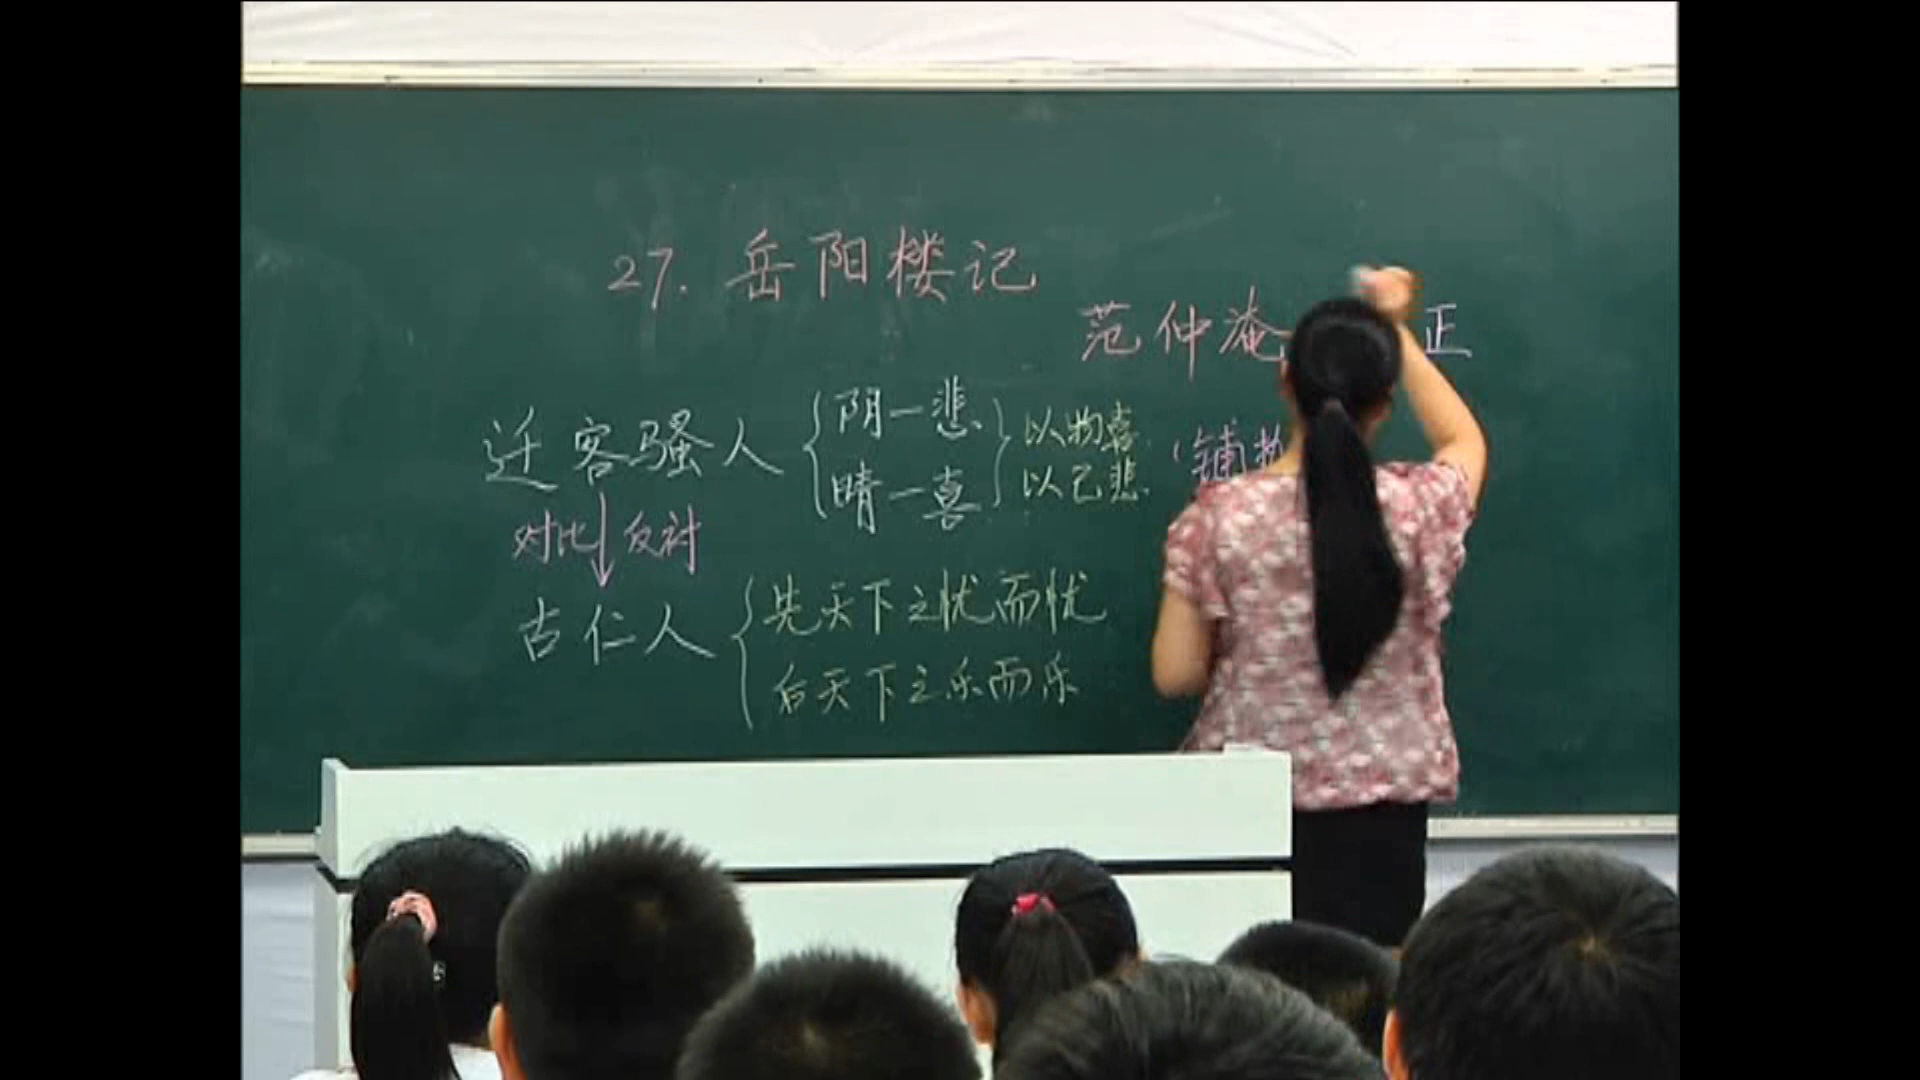 27. 岳阳楼记
范仲淹 正
迁客骚人 { 阴一悲 } 以物喜
晴一喜 以己悲 (铺
对比 反衬
古仁人 { 先天下之忧而忧
后天下之乐而乐